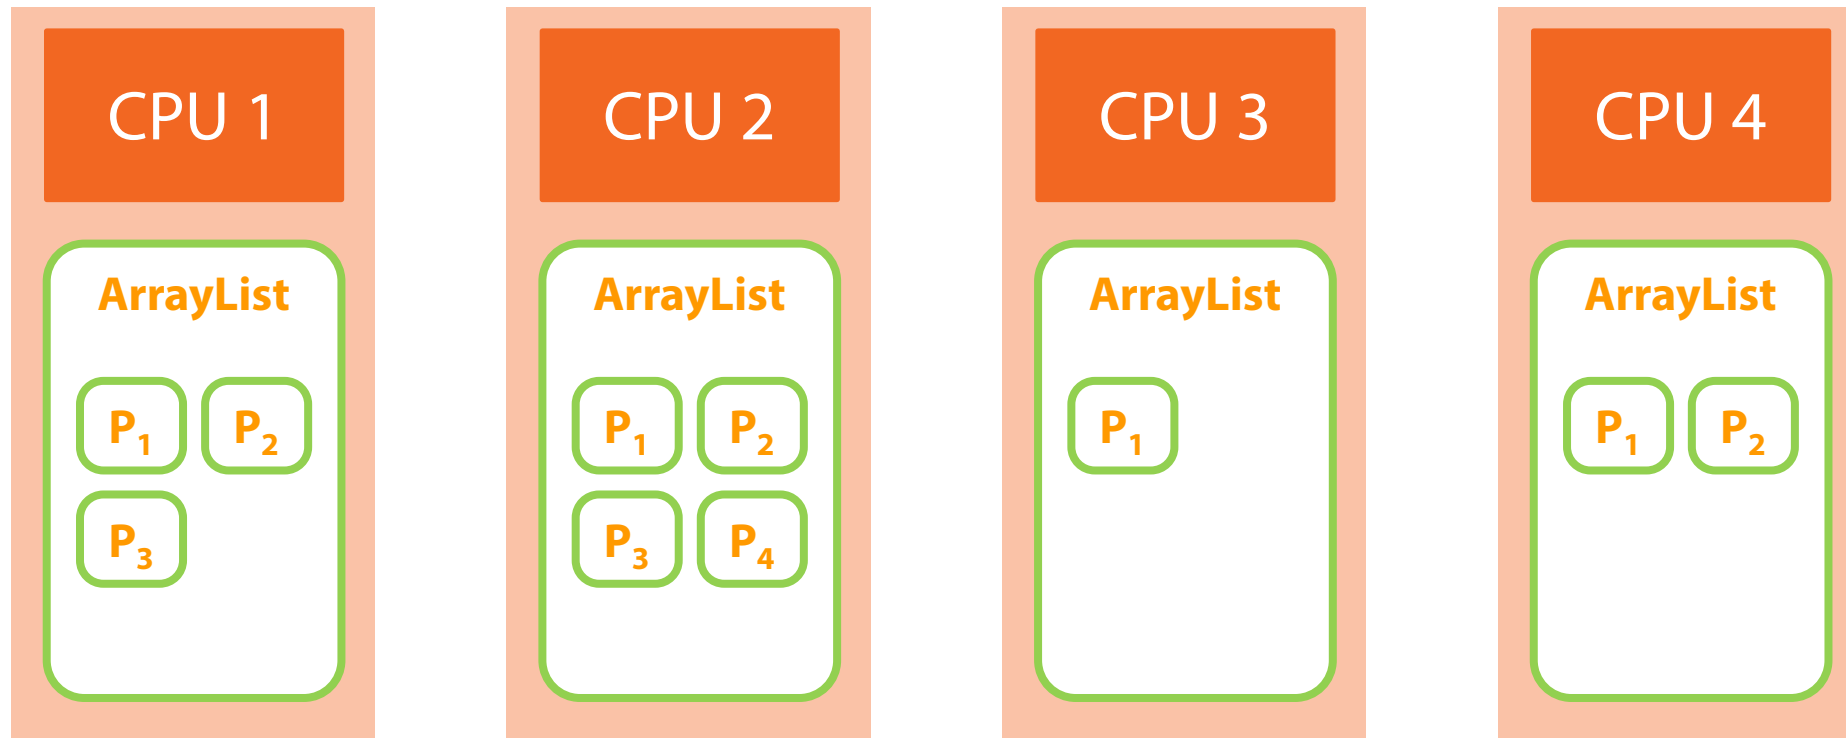 CPU 1
ArrayList
P1 P2
P3
CPU 2
ArrayList
P1 P2
P3 P4
CPU 3
ArrayList
P1
CPU 4
ArrayList
P1 P2